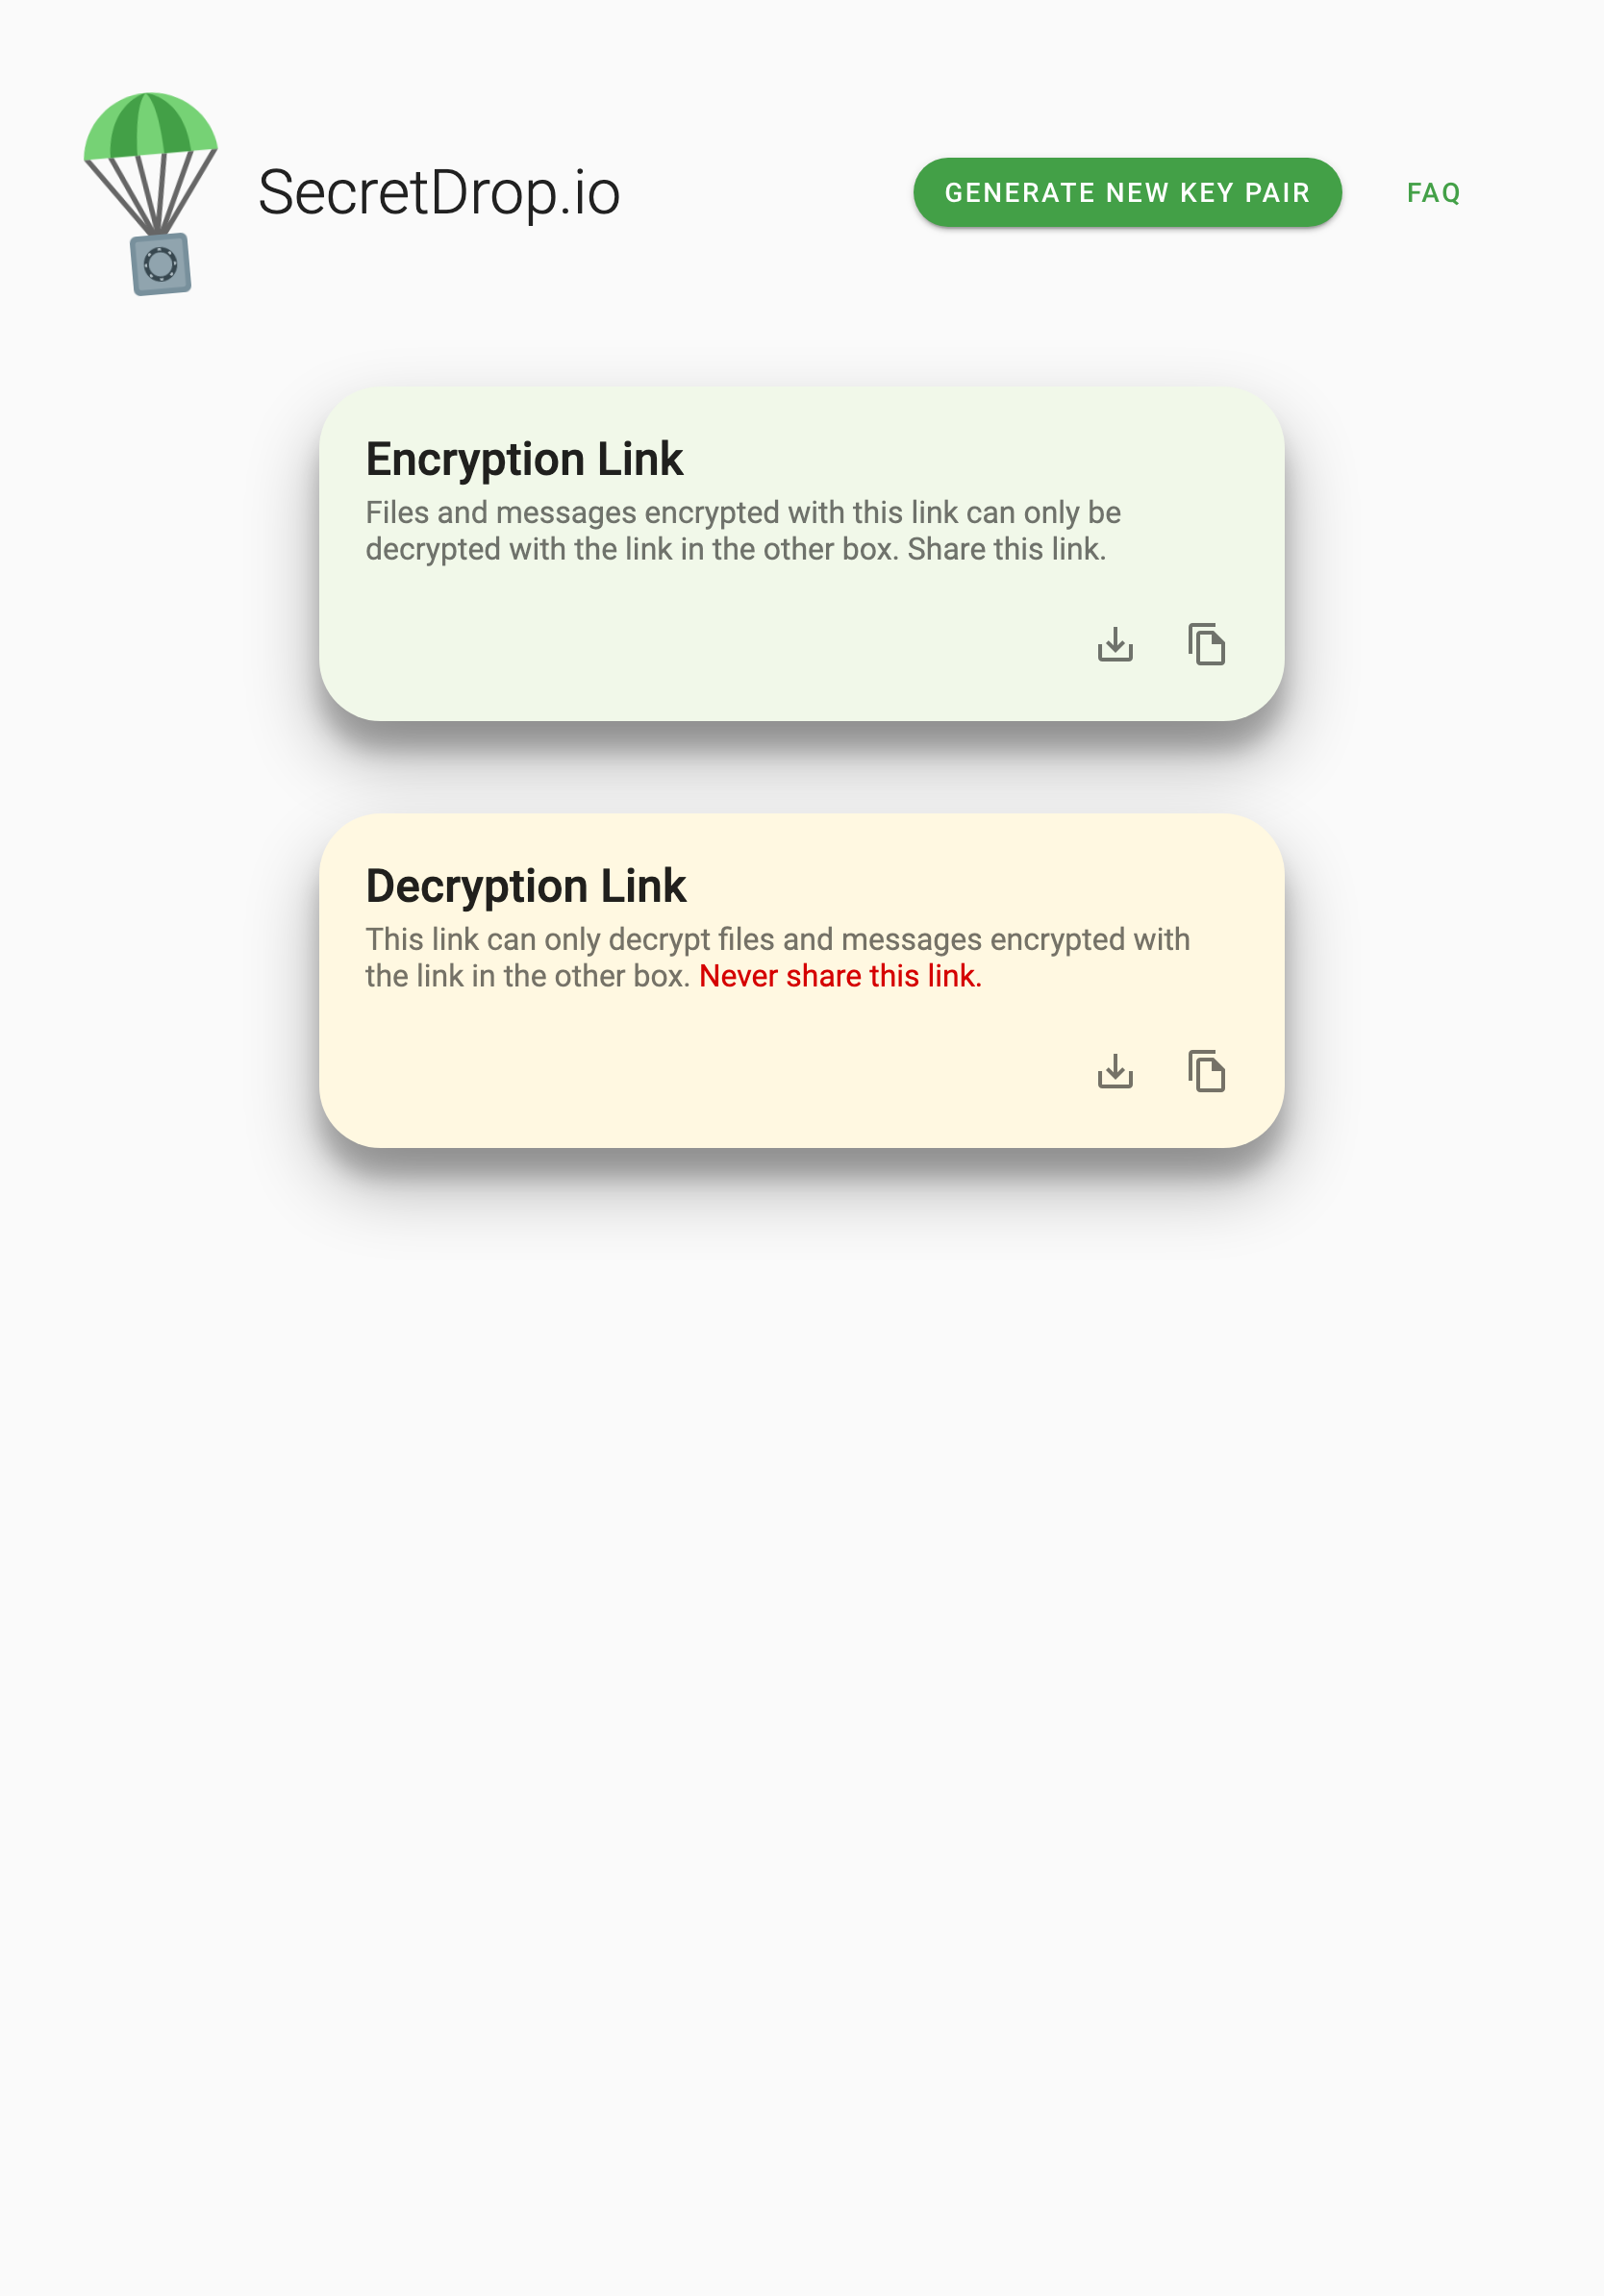 SecretDrop.io
GENERATE NEW KEY PAIR
FAQ
Encryption Link
Files and messages encrypted with this link can only be
decrypted with the link in the other box. Share this link.
Decryption Link
This link can only decrypt files and messages encrypted with
the link in the other box. Never share this link.